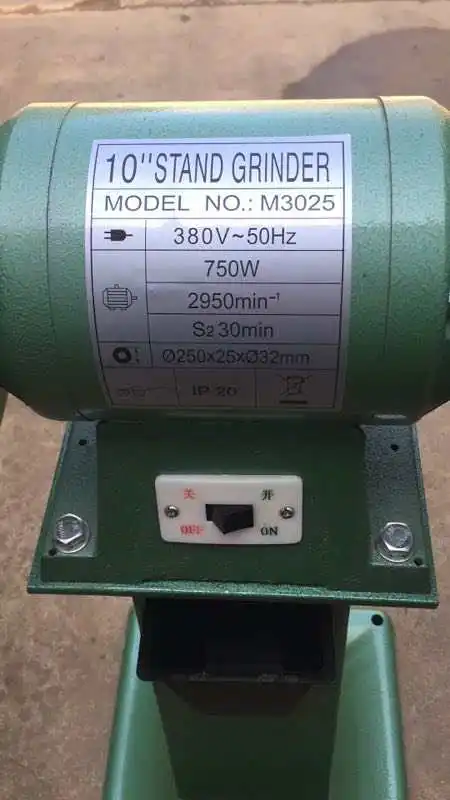 10" STAND GRINDER
MODEL NO.: M3025
380V~50Hz
750W
2950min⁻¹
S2 30min
Ø250x25xØ32mm
IP 20
关 开
OFF ON